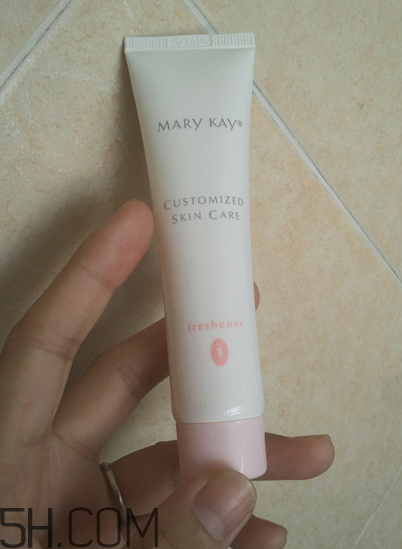 MARY KAY®
CUSTOMIZED
SKIN CARE
freshener
1
5H.COM